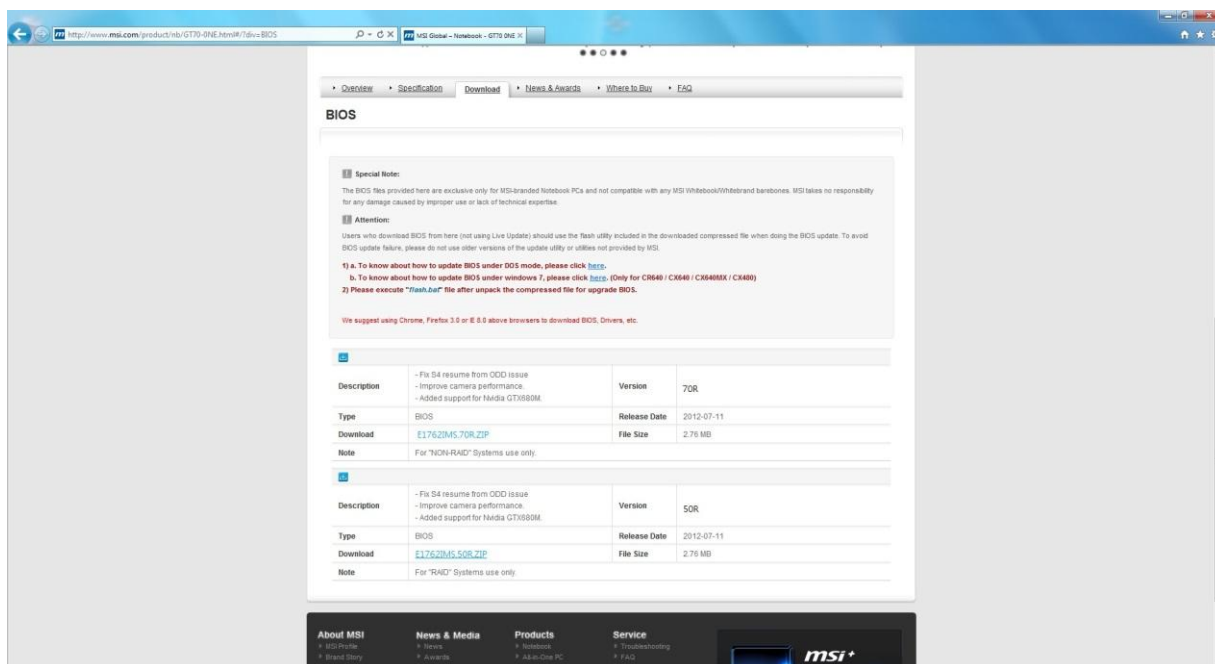 http://www.msi.com/product/nb/GT70-0NE.html#/?div=BIOS
MSI Global – Notebook - GT70 0NE
Overview
Specification
Download
News & Awards
Where to Buy
FAQ
BIOS
Special Note:
The BIOS files provided here are exclusive only for MSI-branded Notebook PCs and not compatible with any MSI Whitebook/Whitebrand barebones. MSI takes no responsibility
for any damage caused by improper use or lack of technical expertise.
Attention:
Users who download BIOS from here (not using Live Update) should use the flash utility included in the downloaded compressed file when doing the BIOS update. To avoid
BIOS update failure, please do not use older versions of the update utility or utilities not provided by MSI.
1) a. To know about how to update BIOS under DOS mode, please click here.
b. To know about how to update BIOS under windows 7, please click here. (Only for CR640 / CX640 / CX640MX / CX480)
2) Please execute "flash.bat" file after unpack the compressed file for upgrade BIOS.
We suggest using Chrome, Firefox 3.0 or IE 8.0 above browsers to download BIOS, Drivers, etc.
Description
- Fix S4 resume from ODD issue
- Improve camera performance.
- Added support for Nvidia GTX680M.
Version
70R
Type
BIOS
Release Date
2012-07-11
Download
E1762IMS.70R.ZIP
File Size
2.76 MB
Note
For "NON-RAID" Systems use only.
Description
- Fix S4 resume from ODD issue
- Improve camera performance.
- Added support for Nvidia GTX680M.
Version
50R
Type
BIOS
Release Date
2012-07-11
Download
E1762IMS.50R.ZIP
File Size
2.76 MB
Note
For "RAID" Systems use only.
About MSI
MSI Profile
Brand Story
News & Media
News
Awards
Products
Notebook
All-in-One PC
Service
Troubleshooting
FAQ
msi+